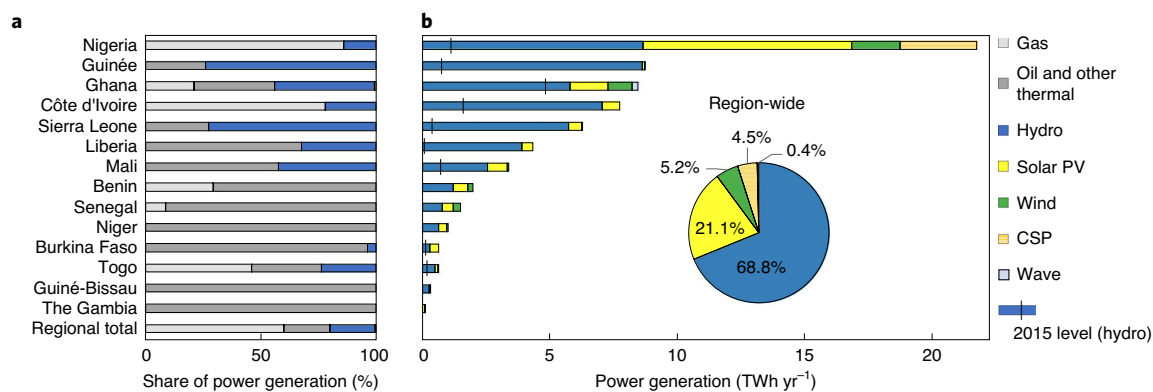 a
Nigeria
Guinée
Ghana
Côte d'Ivoire
Sierra Leone
Liberia
Mali
Benin
Senegal
Niger
Burkina Faso
Togo
Guiné-Bissau
The Gambia
Regional total
0 50 100
Share of power generation (%)
b
Region-wide
4.5%
0.4%
5.2%
21.1%
68.8%
0 5 10 15 20
Power generation (TWh yr−1)
Gas
Oil and other
thermal
Hydro
Solar PV
Wind
CSP
Wave
2015 level (hydro)